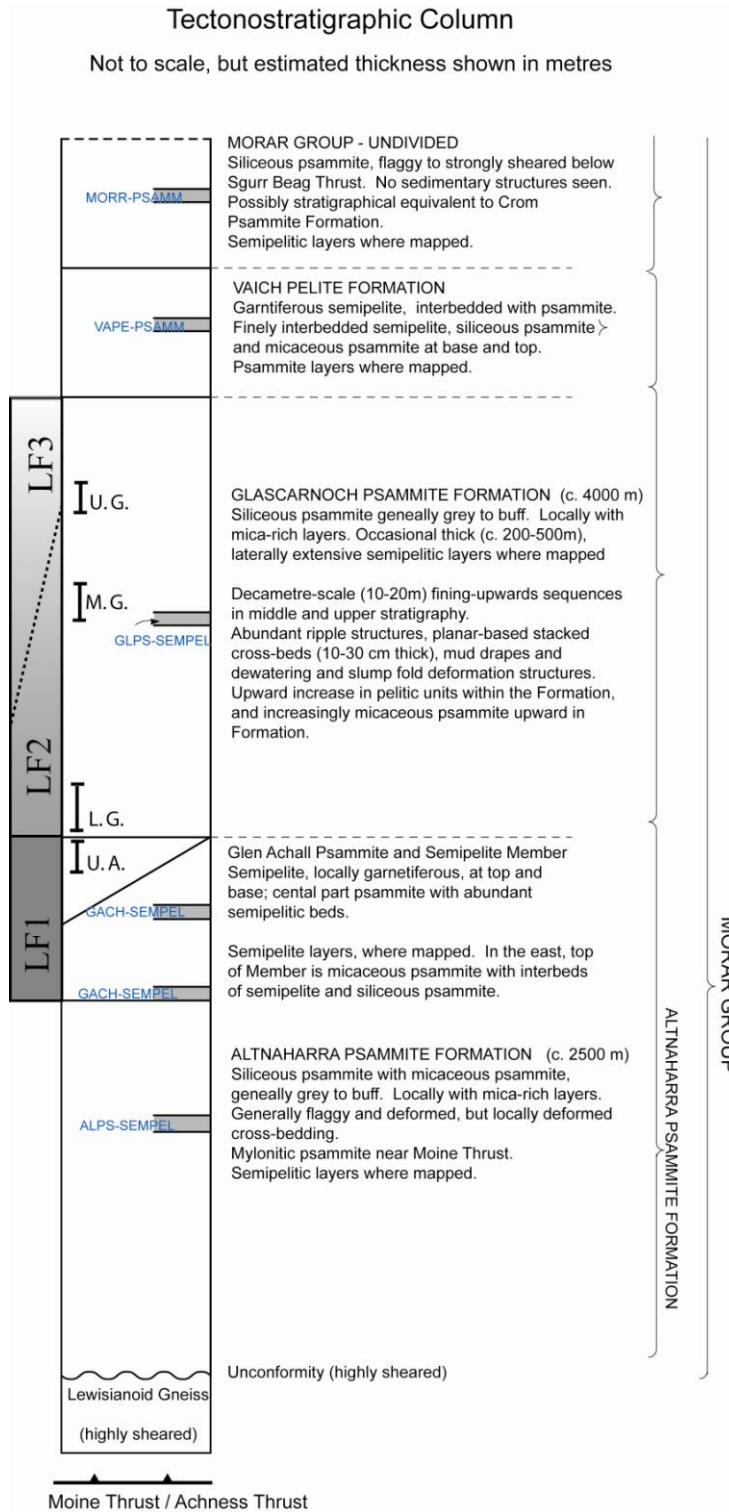 Tectonostratigraphic Column
Not to scale, but estimated thickness shown in metres
MORAR GROUP - UNDIVIDED
Siliceous psammite, flaggy to strongly sheared below
Sgurr Beag Thrust. No sedimentary structures seen.
Possibly stratigraphical equivalent to Crom
Psammite Formation.
Semipelitic layers where mapped.
MORR-PSAMM
VAICH PELITE FORMATION
Garntiferous semipelite, interbedded with psammite.
Finely interbedded semipelite, siliceous psammite
and micaceous psammite at base and top.
Psammite layers where mapped.
VAPE-PSAMM
LF3
U.G.
M.G.
GLPS-SEMPEL
LF2
L.G.
GLASCARNOCH PSAMMITE FORMATION (c. 4000 m)
Siliceous psammite geneally grey to buff. Locally with
mica-rich layers. Occasional thick (c. 200-500m),
laterally extensive semipelitic layers where mapped
Decametre-scale (10-20m) fining-upwards sequences
in middle and upper stratigraphy.
Abundant ripple structures, planar-based stacked
cross-beds (10-30 cm thick), mud drapes and
dewatering and slump fold deformation structures.
Upward increase in pelitic units within the Formation,
and increasingly micaceous psammite upward in
Formation.
LF1
U.A.
GACH-SEMPEL
GACH-SEMPEL
Glen Achall Psammite and Semipelite Member
Semipelite, locally garnetiferous, at top and
base; cental part psammite with abundant
semipelitic beds.
Semipelite layers, where mapped. In the east, top
of Member is micaceous psammite with interbeds
of semipelite and siliceous psammite.
ALTNAHARRA PSAMMITE FORMATION (c. 2500 m)
Siliceous psammite with micaceous psammite,
geneally grey to buff. Locally with mica-rich layers.
Generally flaggy and deformed, but locally deformed
cross-bedding.
Mylonitic psammite near Moine Thrust.
Semipelitic layers where mapped.
ALPS-SEMPEL
ALTNAHARRA PSAMMITE FORMATION
MORAR GROUP
Unconformity (highly sheared)
Lewisianoid Gneiss
(highly sheared)
Moine Thrust / Achness Thrust